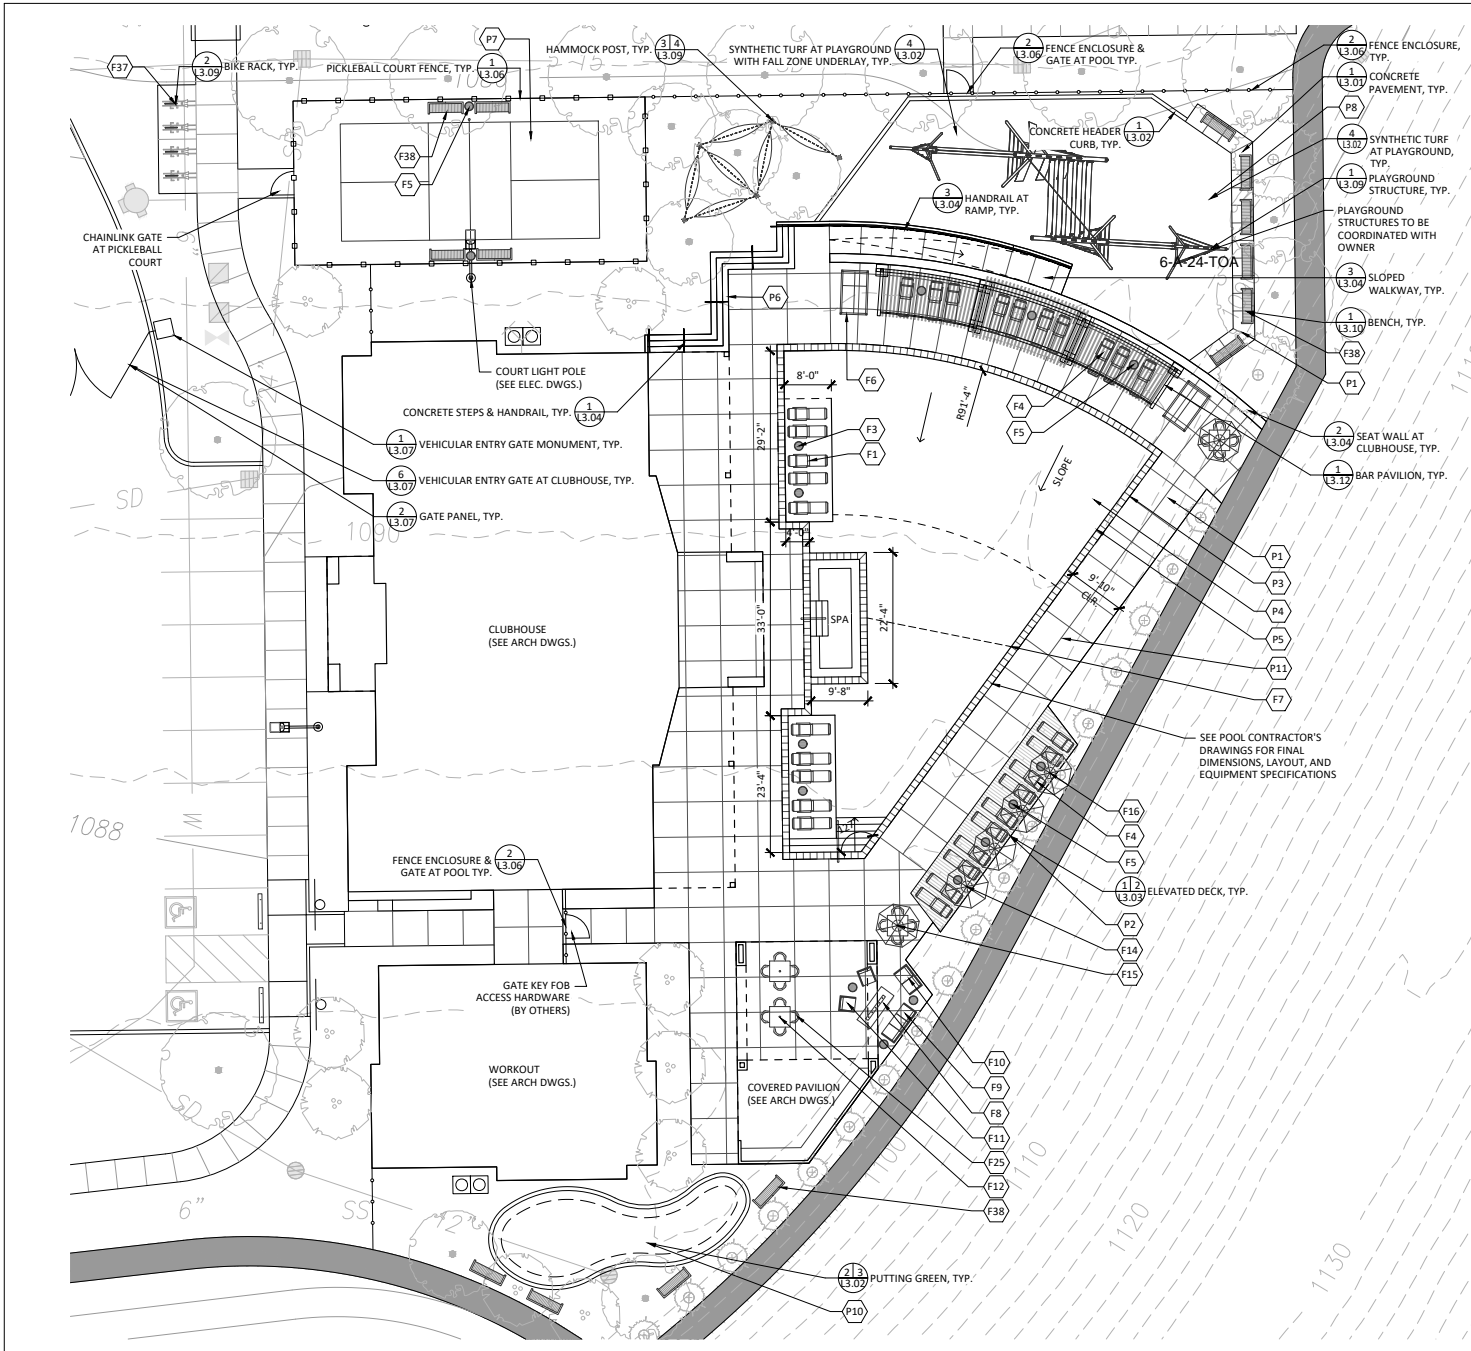 F37
2
L3.09
BIKE RACK, TYP.
P7
PICKLEBALL COURT FENCE, TYP.
1
L3.06
HAMMOCK POST, TYP.
3 4
L3.09
SYNTHETIC TURF AT PLAYGROUND
WITH FALL ZONE UNDERLAY, TYP.
4
L3.02
2
L3.06
FENCE ENCLOSURE &
GATE AT POOL TYP.
2
L3.06
FENCE ENCLOSURE,
TYP.
1
L3.01
CONCRETE
PAVEMENT, TYP.
P8
4
L3.02
SYNTHETIC TURF
AT PLAYGROUND,
TYP.
1
L3.09
PLAYGROUND
STRUCTURE, TYP.
PLAYGROUND
STRUCTURES TO BE
COORDINATED WITH
OWNER
6-A-24-TOA
3
L3.04
SLOPED
WALKWAY, TYP.
1
L3.10
BENCH, TYP.
F38
P1
CONCRETE HEADER
CURB, TYP.
1
L3.02
3
L3.04
HANDRAIL AT
RAMP, TYP.
F38
F5
CHAINLINK GATE
AT PICKLEBALL
COURT
P6
COURT LIGHT POLE
(SEE ELEC. DWGS.)
CONCRETE STEPS & HANDRAIL, TYP.
1
L3.04
1
L3.07
VEHICULAR ENTRY GATE MONUMENT, TYP.
6
L3.07
VEHICULAR ENTRY GATE AT CLUBHOUSE, TYP.
2
L3.07
GATE PANEL, TYP.
8'-0"
29'-2"
F6
F3
F1
R91'-4"
F4
F5
SLOPE
2
L3.04
SEAT WALL AT
CLUBHOUSE, TYP.
1
L3.12
BAR PAVILION, TYP.
SD
1090
4'-0"
33'-0"
SPA
22'-4"
9'-8"
9'-10"
CLR.
P1
P3
P4
P5
P11
F7
CLUBHOUSE
(SEE ARCH DWGS.)
SEE POOL CONTRACTOR'S
DRAWINGS FOR FINAL
DIMENSIONS, LAYOUT, AND
EQUIPMENT SPECIFICATIONS
23'-4"
1088
W
F16
F4
F5
1 2
L3.03
ELEVATED DECK, TYP.
P2
F14
F15
FENCE ENCLOSURE &
GATE AT POOL TYP.
2
L3.06
GATE KEY FOB
ACCESS HARDWARE
(BY OTHERS)
WORKOUT
(SEE ARCH DWGS.)
COVERED PAVILION
(SEE ARCH DWGS.)
F10
F9
F8
F11
F25
F12
F38
SD
6"
SS
2"
1100
1110
1120
1130
2 3
L3.02
PUTTING GREEN, TYP.
P10